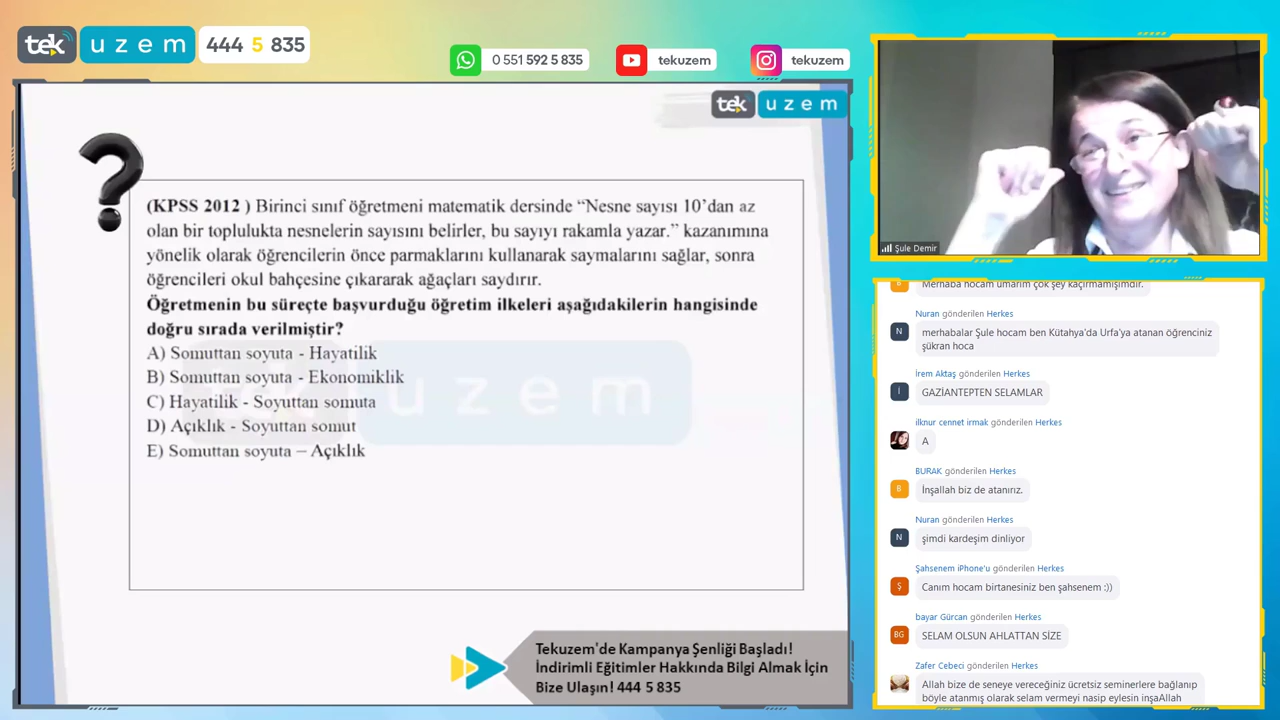 tek uzem 444 5 835
0 551 592 5 835
tekuzem
tekuzem
tek uzem
(KPSS 2012 ) Birinci sınıf öğretmeni matematik dersinde “Nesne sayısı 10’dan az
olan bir toplulukta nesnelerin sayısını belirler, bu sayıyı rakamla yazar.” kazanımına
yönelik olarak öğrencilerin önce parmaklarını kullanarak saymalarını sağlar, sonra
öğrencileri okul bahçesine çıkararak ağaçları saydırır.
Öğretmenin bu süreçte başvurduğu öğretim ilkeleri aşağıdakilerin hangisinde
doğru sırada verilmiştir?
A) Somuttan soyuta - Hayatilik
B) Somuttan soyuta - Ekonomiklik
C) Hayatilik - Soyuttan somuta
D) Açıklık - Soyuttan somut
E) Somuttan soyuta – Açıklık
uzem
Tekuzem'de Kampanya Şenliği Başladı!
İndirimli Eğitimler Hakkında Bilgi Almak İçin
Bize Ulaşın! 444 5 835
Şule Demir
Merhaba hocam umarım çok şey kaçırmamışımdır.
Nuran gönderilen Herkes
N
merhabalar Şule hocam ben Kütahya'da Urfa'ya atanan öğrenciniz
şükran hoca
İrem Aktaş gönderilen Herkes
İ
GAZİANTEPTEN SELAMLAR
ilknur cennet irmak gönderilen Herkes
A
BURAK gönderilen Herkes
B
İnşallah biz de atanırız.
Nuran gönderilen Herkes
N
şimdi kardeşim dinliyor
Şahsenem iPhone'u gönderilen Herkes
Ş
Canım hocam birtanesiniz ben şahsenem :))
bayar Gürcan gönderilen Herkes
BG
SELAM OLSUN AHLATTAN SİZE
Zafer Cebeci gönderilen Herkes
Allah bize de seneye vereceğiniz ücretsiz seminerlere bağlanıp
böyle atanmış olarak selam vermeyi nasip eylesin inşaAllah